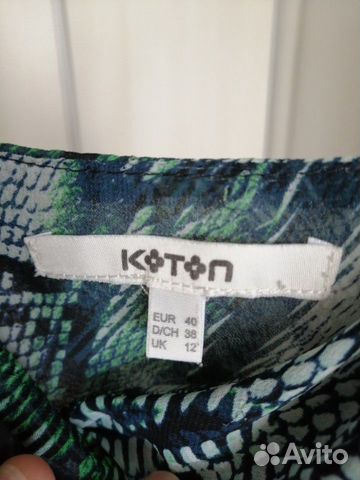 KOTON
EUR 40
D/CH 38
UK 12
Avito